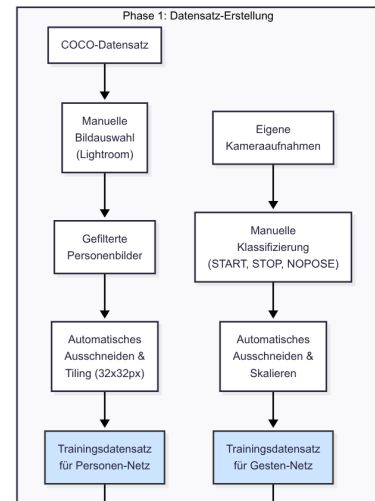 Phase 1: Datensatz-Erstellung
COCO-Datensatz
Manuelle
Bildauswahl
(Lightroom)
Gefilterte
Personenbilder
Automatisches
Ausschneiden &
Tiling (32x32px)
Trainingsdatensatz
für Personen-Netz
Eigene
Kameraaufnahmen
Manuelle
Klassifizierung
(START, STOP, NOPOSE)
Automatisches
Ausschneiden &
Skalieren
Trainingsdatensatz
für Gesten-Netz